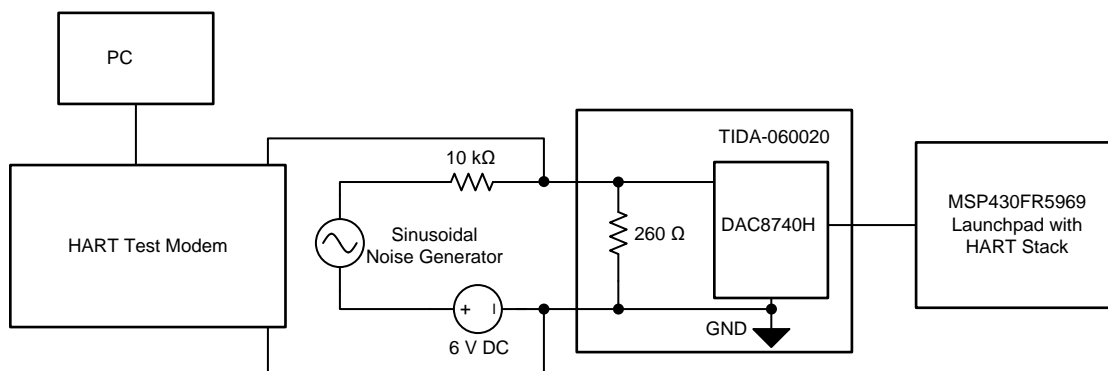 PC
HART Test Modem
10 kΩ
Sinusoidal
Noise Generator
+
6 V DC
TIDA-060020
260 Ω
DAC8740H
GND
MSP430FR5969
Launchpad with
HART Stack